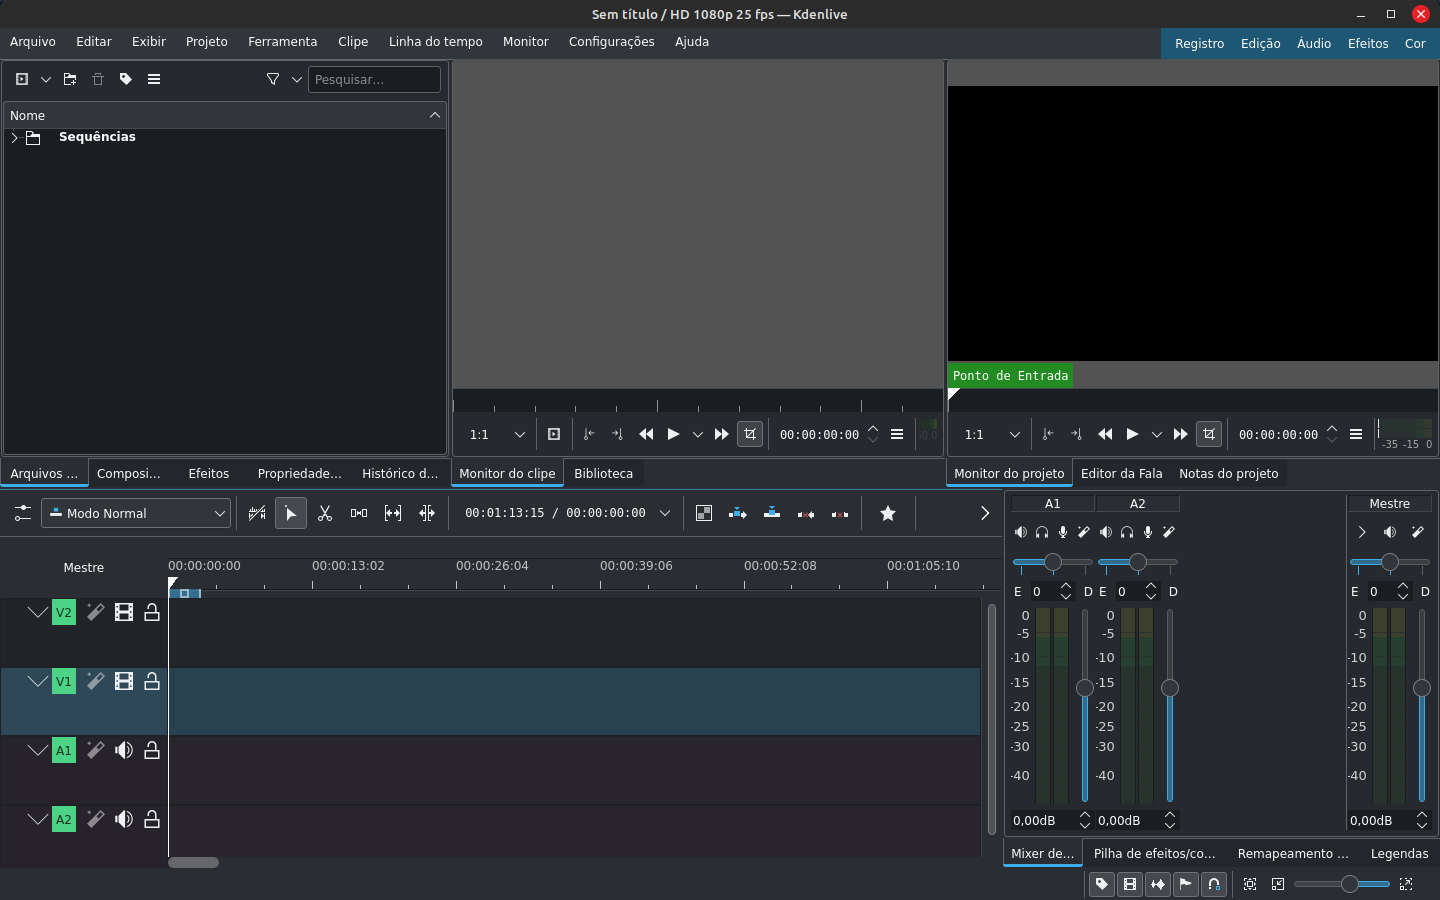 Sem título / HD 1080p 25 fps — Kdenlive
Arquivo Editar Exibir Projeto Ferramenta Clipe Linha do tempo Monitor Configurações Ajuda
Registro Edição Áudio Efeitos Cor
Pesquisar...
Nome
Sequências
Ponto de Entrada
1:1 00:00:00:00
1:1 00:00:00:00 -35 -15 0
Arquivos ... Composi... Efeitos Propriedade... Histórico d...
Monitor do clipe Biblioteca
Monitor do projeto Editor da Fala Notas do projeto
Modo Normal 00:01:13:15 / 00:00:00:00
Mestre 00:00:00:00 00:00:13:02 00:00:26:04 00:00:39:06 00:00:52:08 00:01:05:10
V2
V1
A1
A2
A1 A2 Mestre
E 0 D E 0 D E 0 D
0 0 0
-5 -5 -5
-10 -10 -10
-15 -15 -15
-20 -20 -20
-25 -25 -25
-30 -30 -30
-40 -40 -40
0,00dB 0,00dB 0,00dB
Mixer de... Pilha de efeitos/co... Remapeamento ... Legendas